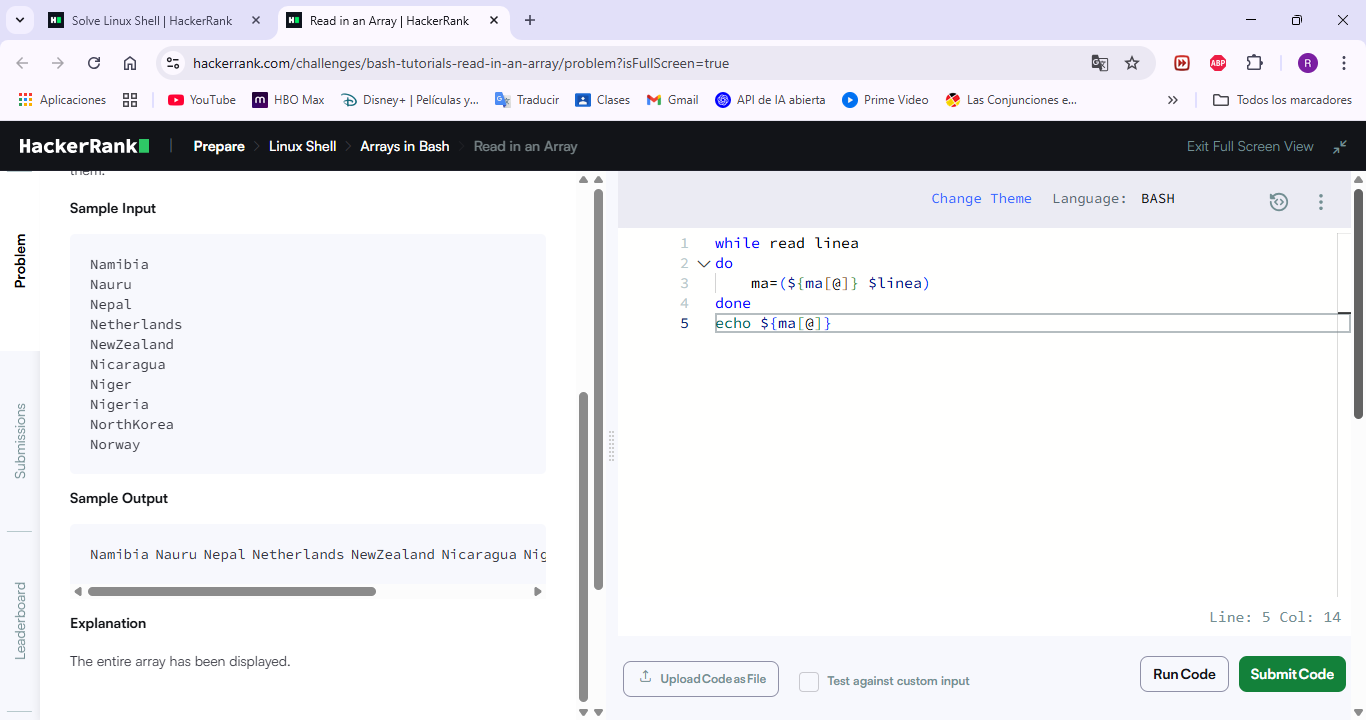 Solve Linux Shell | HackerRank
Read in an Array | HackerRank
hackerrank.com/challenges/bash-tutorials-read-in-an-array/problem?isFullScreen=true
ABP
R
Aplicaciones
YouTube
HBO Max
Disney+ | Películas y...
Traducir
Clases
Gmail
API de IA abierta
Prime Video
Las Conjunciones e...
Todos los marcadores
HackerRank
Prepare
Linux Shell
Arrays in Bash
Read in an Array
Exit Full Screen View
Problem
Submissions
Leaderboard
them.
Sample Input
Namibia
Nauru
Nepal
Netherlands
NewZealand
Nicaragua
Niger
Nigeria
NorthKorea
Norway
Sample Output
Namibia Nauru Nepal Netherlands NewZealand Nicaragua Nig
Explanation
The entire array has been displayed.
Change Theme Language: BASH
1 while read linea
2 do
3 ma=(${ma[@]} $linea)
4 done
5 echo ${ma[@]}
Line: 5 Col: 14
Upload Code as File
Test against custom input
Run Code
Submit Code